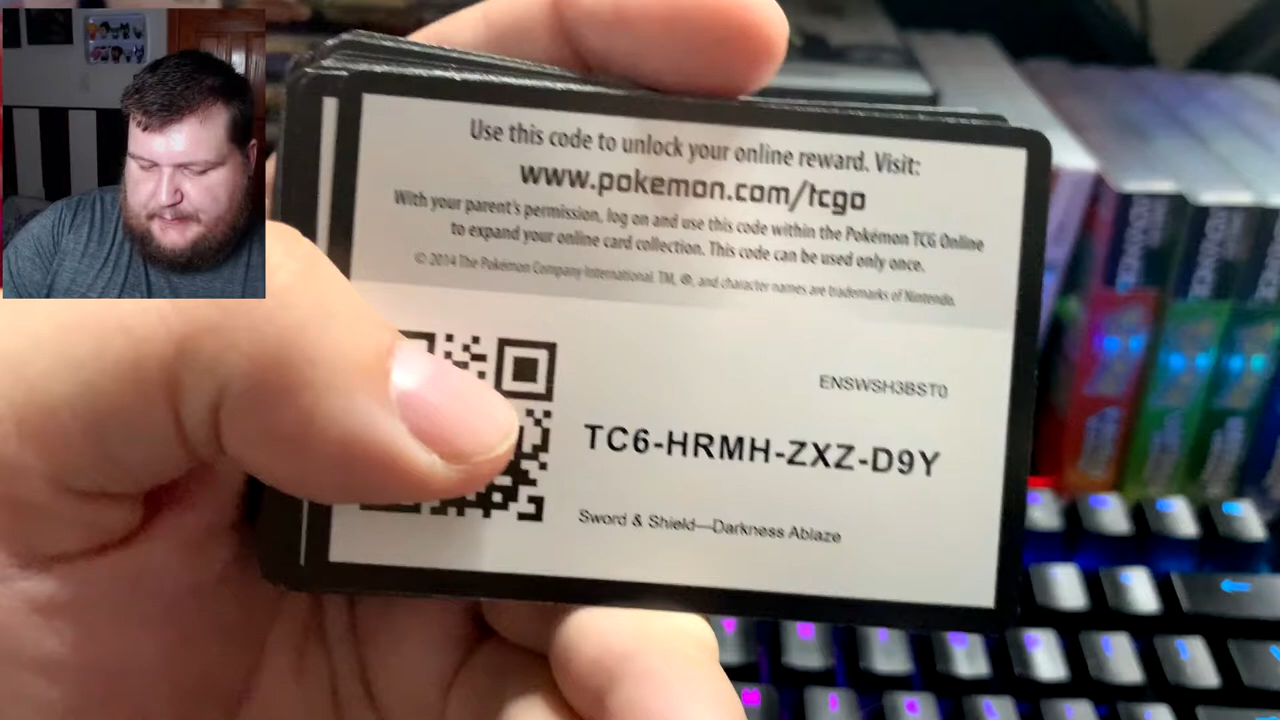 Use this code to unlock your online reward. Visit:
www.pokemon.com/tcgo
With your parent's permission, log on and use this code within the Pokémon TCG Online
to expand your online card collection. This code can be used only once.
© 2014 The Pokémon Company International. TM, ®, and character names are trademarks of Nintendo.
ENSWSH3BST0
TC6-HRMH-ZXZ-D9Y
Sword & Shield—Darkness Ablaze